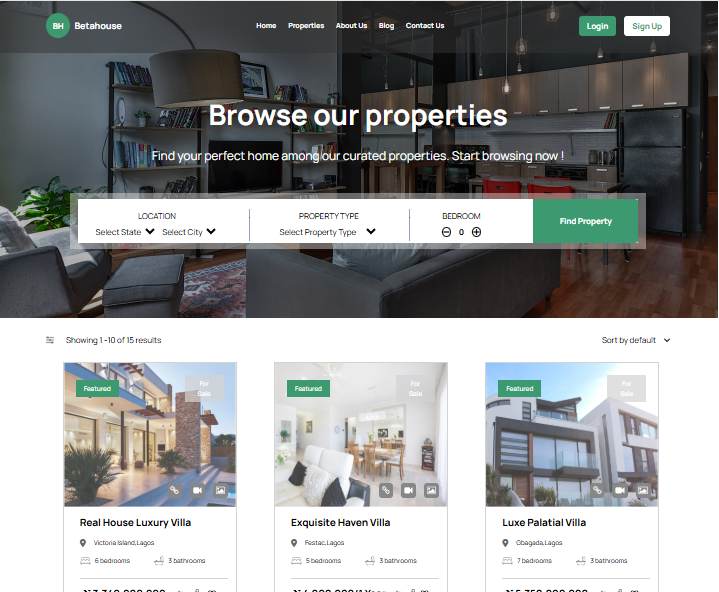 BH Betahouse Home Properties About Us Blog Contact Us Login Sign Up
Browse our properties
Find your perfect home among our curated properties. Start browsing now !
LOCATION PROPERTY TYPE BEDROOM
Select State Select City Select Property Type 0 Find Property
Showing 1 -10 of 15 results Sort by default
Featured For Sale
Featured For Sale
Featured For Sale
Real House Luxury Villa Exquisite Haven Villa Luxe Palatial Villa
Victoria Island,Lagos Festac,Lagos Gbagada,Lagos
6 bedrooms 3 bathrooms 5 bedrooms 3 bathrooms 7 bedrooms 3 bathrooms